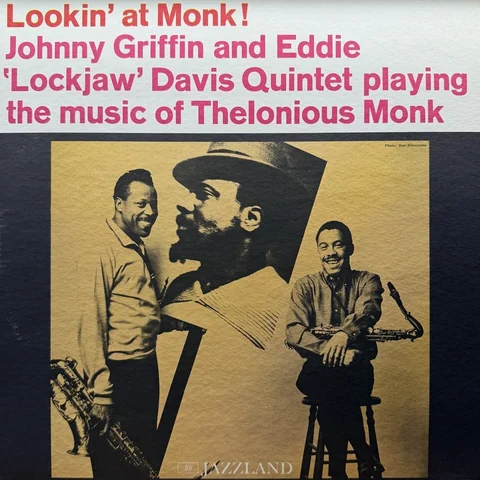 Lookin' at Monk!
Johnny Griffin and Eddie
'Lockjaw' Davis Quintet playing
the music of Thelonious Monk
JAZZLAND